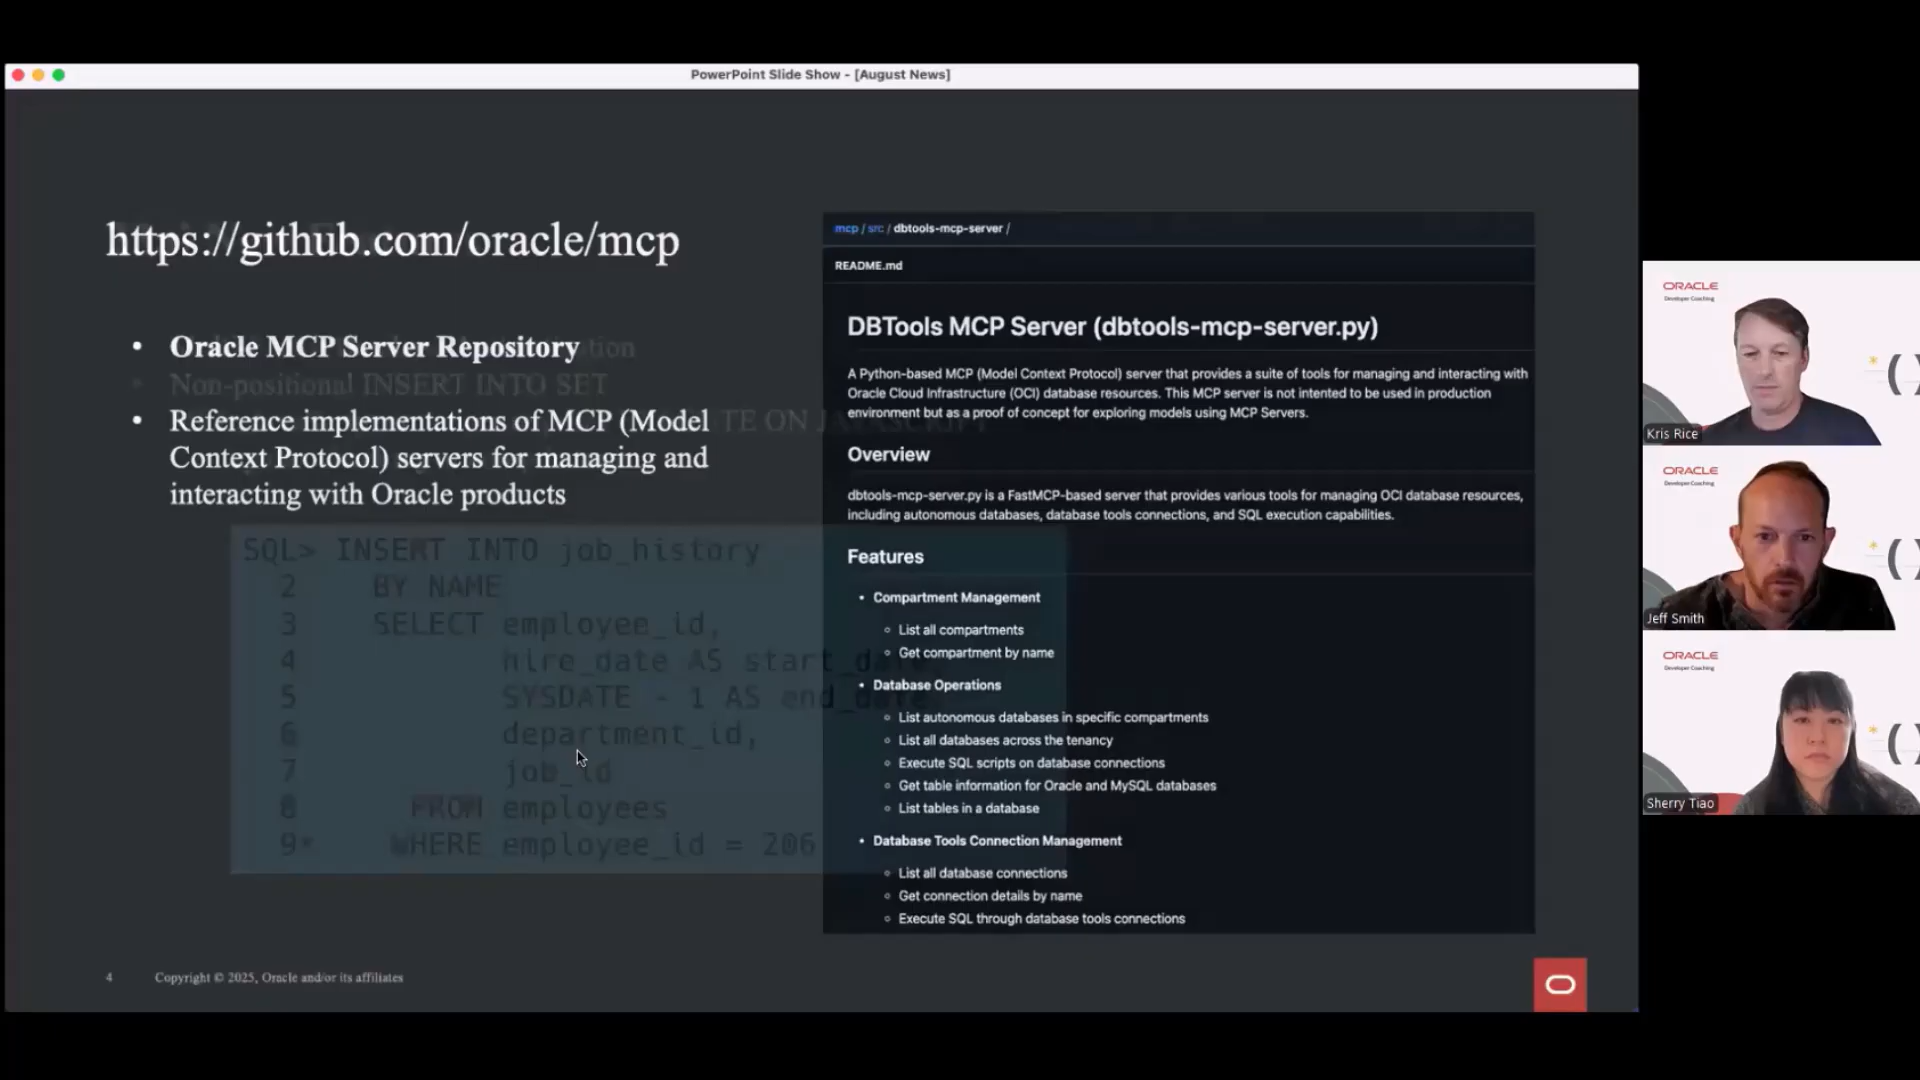 PowerPoint Slide Show - [August News]
https://github.com/oracle/mcp
• Oracle MCP Server Repository
Non-positional INSERT INTO SET
• Reference implementations of MCP (Model
Context Protocol) servers for managing and
interacting with Oracle products
SQL> INSERT INTO job_history
2 BY NAME
3 SELECT employee_id,
4 hire_date AS start_date
5 SYSDATE - 1 AS end_date
6 department_id,
7 job_id
8 FROM employees
9* WHERE employee_id = 206
mcp / src / dbtools-mcp-server /
README.md
DBTools MCP Server (dbtools-mcp-server.py)
A Python-based MCP (Model Context Protocol) server that provides a suite of tools for managing and interacting with
Oracle Cloud Infrastructure (OCI) database resources. This MCP server is not intented to be used in production
environment but as a proof of concept for exploring models using MCP Servers.
Overview
dbtools-mcp-server.py is a FastMCP-based server that provides various tools for managing OCI database resources,
including autonomous databases, database tools connections, and SQL execution capabilities.
Features
• Compartment Management
◦ List all compartments
◦ Get compartment by name
• Database Operations
◦ List autonomous databases in specific compartments
◦ List all databases across the tenancy
◦ Execute SQL scripts on database connections
◦ Get table information for Oracle and MySQL databases
◦ List tables in a database
• Database Tools Connection Management
◦ List all database connections
◦ Get connection details by name
◦ Execute SQL through database tools connections
4 Copyright © 2025, Oracle and/or its affiliates
ORACLE
Developer Coaching
*()
Kris Rice
ORACLE
Developer Coaching
*()
Jeff Smith
ORACLE
Developer Coaching
*()
Sherry Tiao